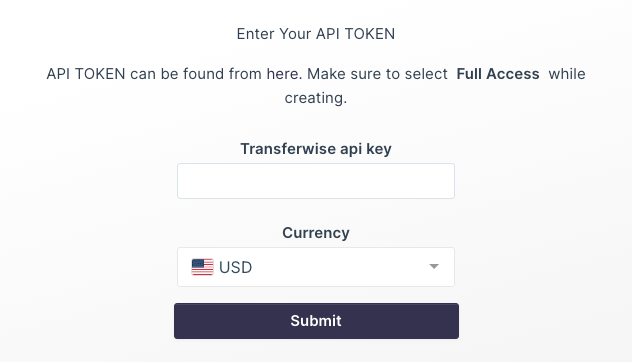 Enter Your API TOKEN
API TOKEN can be found from here. Make sure to select Full Access while
creating.
Transferwise api key
Currency
USD
Submit